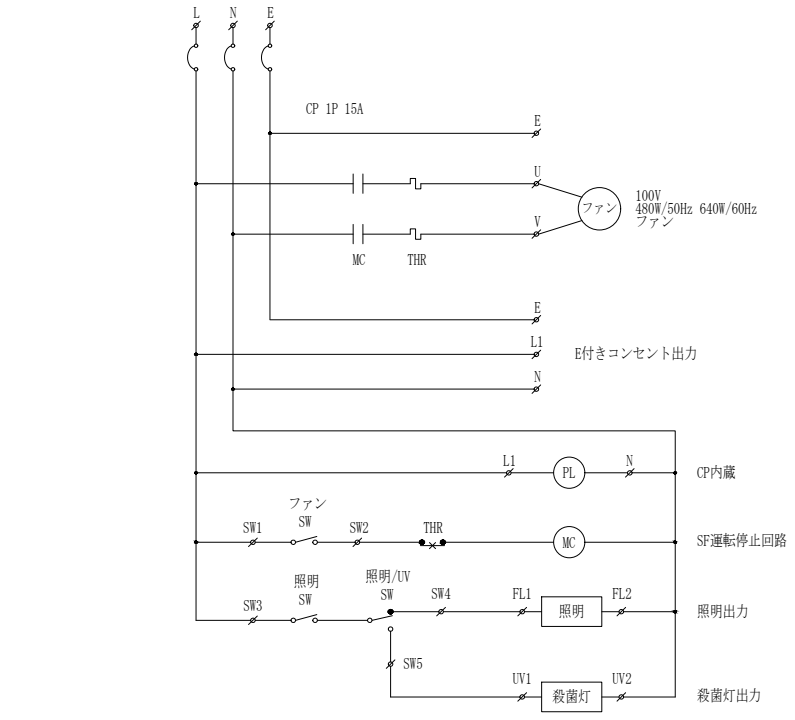 L N E
CP 1P 15A
E
U
ファン
100V
480W/50Hz 640W/60Hz
ファン
V
MC THR
E
L1
E付きコンセント出力
N
L1 PL N CP内蔵
ファン
SW
SW1 SW2 THR MC SF運転停止回路
照明
SW
照明/UV
SW
SW3 SW4 FL1 照明 FL2 照明出力
SW5
UV1 殺菌灯 UV2 殺菌灯出力